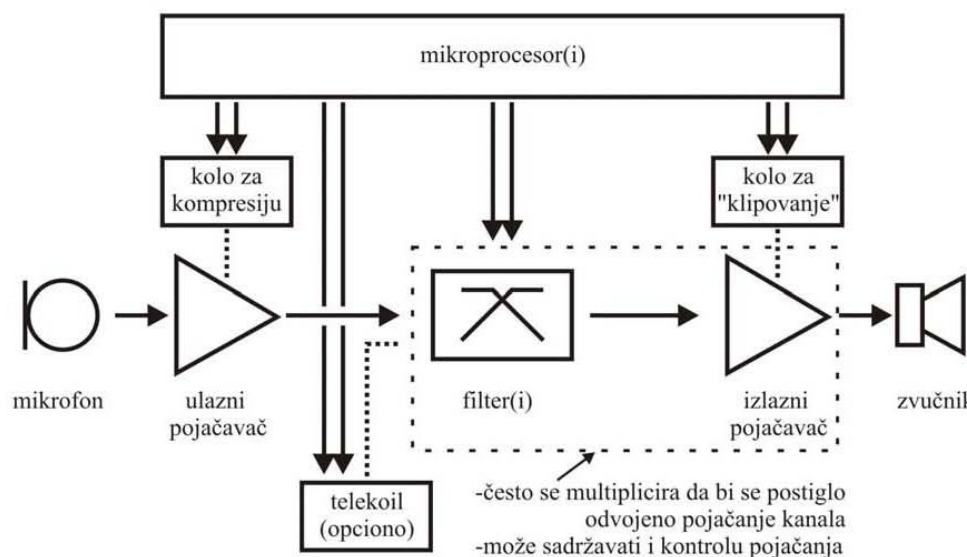 mikroprocesor(i)
kolo za
kompresiju
kolo za
"klipovanje"
mikrofon
ulazni
pojačavač
filter(i)
izlazni
pojačavač
zvučnik
telekoil
(opciono)
-često se multiplicira da bi se postiglo
odvojeno pojačanje kanala
-može sadržavati i kontrolu pojačanja